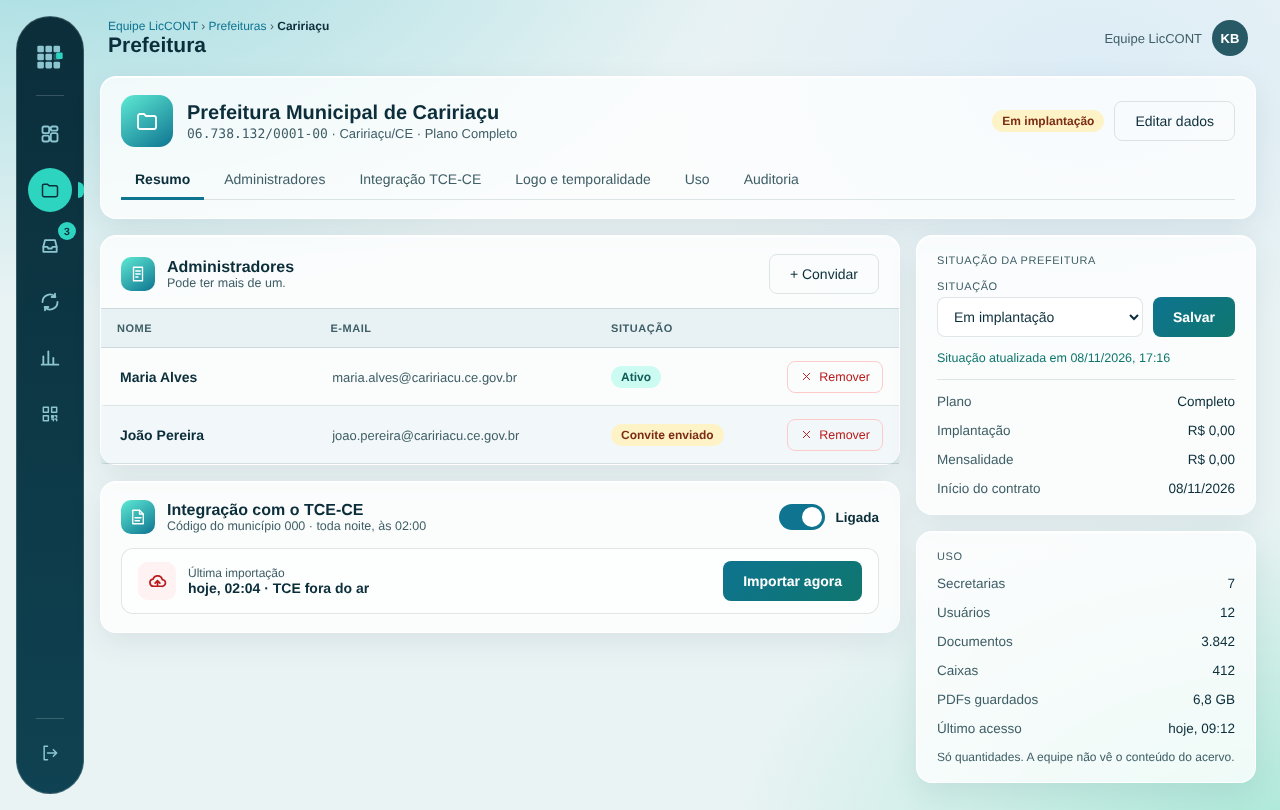 Equipe LicCONT › Prefeituras › Caririaçu
Prefeitura
Equipe LicCONT
KB
3
Prefeitura Municipal de Caririaçu
06.738.132/0001-00 · Caririaçu/CE · Plano Completo
Em implantação
Editar dados
Resumo
Administradores
Integração TCE-CE
Logo e temporalidade
Uso
Auditoria
Administradores
Pode ter mais de um.
+ Convidar
NOME
E-MAIL
SITUAÇÃO
Maria Alves
maria.alves@caririacu.ce.gov.br
Ativo
Remover
João Pereira
joao.pereira@caririacu.ce.gov.br
Convite enviado
Remover
Integração com o TCE-CE
Código do município 000 · toda noite, às 02:00
Ligada
Última importação
hoje, 02:04 · TCE fora do ar
Importar agora
SITUAÇÃO DA PREFEITURA
SITUAÇÃO
Em implantação
Salvar
Situação atualizada em 08/11/2026, 17:16
Plano
Completo
Implantação
R$ 0,00
Mensalidade
R$ 0,00
Início do contrato
08/11/2026
USO
Secretarias
7
Usuários
12
Documentos
3.842
Caixas
412
PDFs guardados
6,8 GB
Último acesso
hoje, 09:12
Só quantidades. A equipe não vê o conteúdo do acervo.